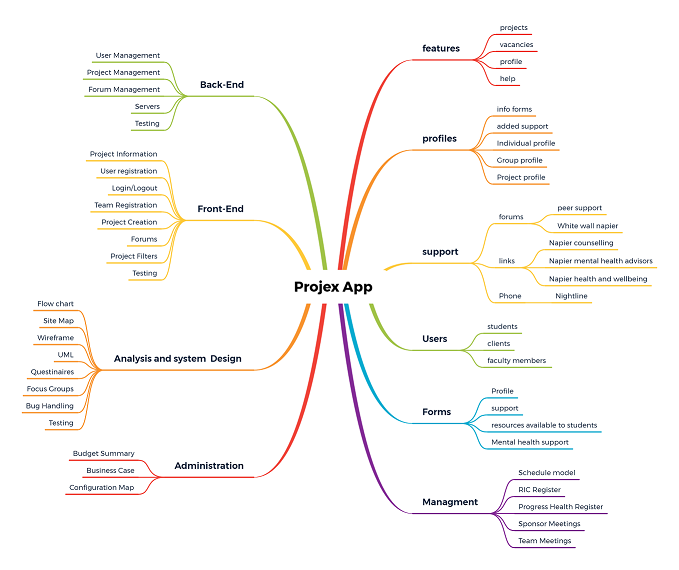 Projex App
features
projects
vacancies
profile
help
profiles
info forms
added support
Individual profile
Group profile
Project profile
support
forums
peer support
White wall napier
links
Napier counselling
Napier mental health advisors
Napier health and wellbeing
Phone
Nightline
Users
students
clients
faculty members
Forms
Profile
support
resources available to students
Mental health support
Managment
Schedule model
RIC Register
Progress Health Register
Sponsor Meetings
Team Meetings
Back-End
User Management
Project Management
Forum Management
Servers
Testing
Front-End
Project Information
User registration
Login/Logout
Team Registration
Project Creation
Forums
Project Filters
Testing
Analysis and system Design
Flow chart
Site Map
Wireframe
UML
Questinaires
Focus Groups
Bug Handling
Testing
Administration
Budget Summary
Business Case
Configuration Map